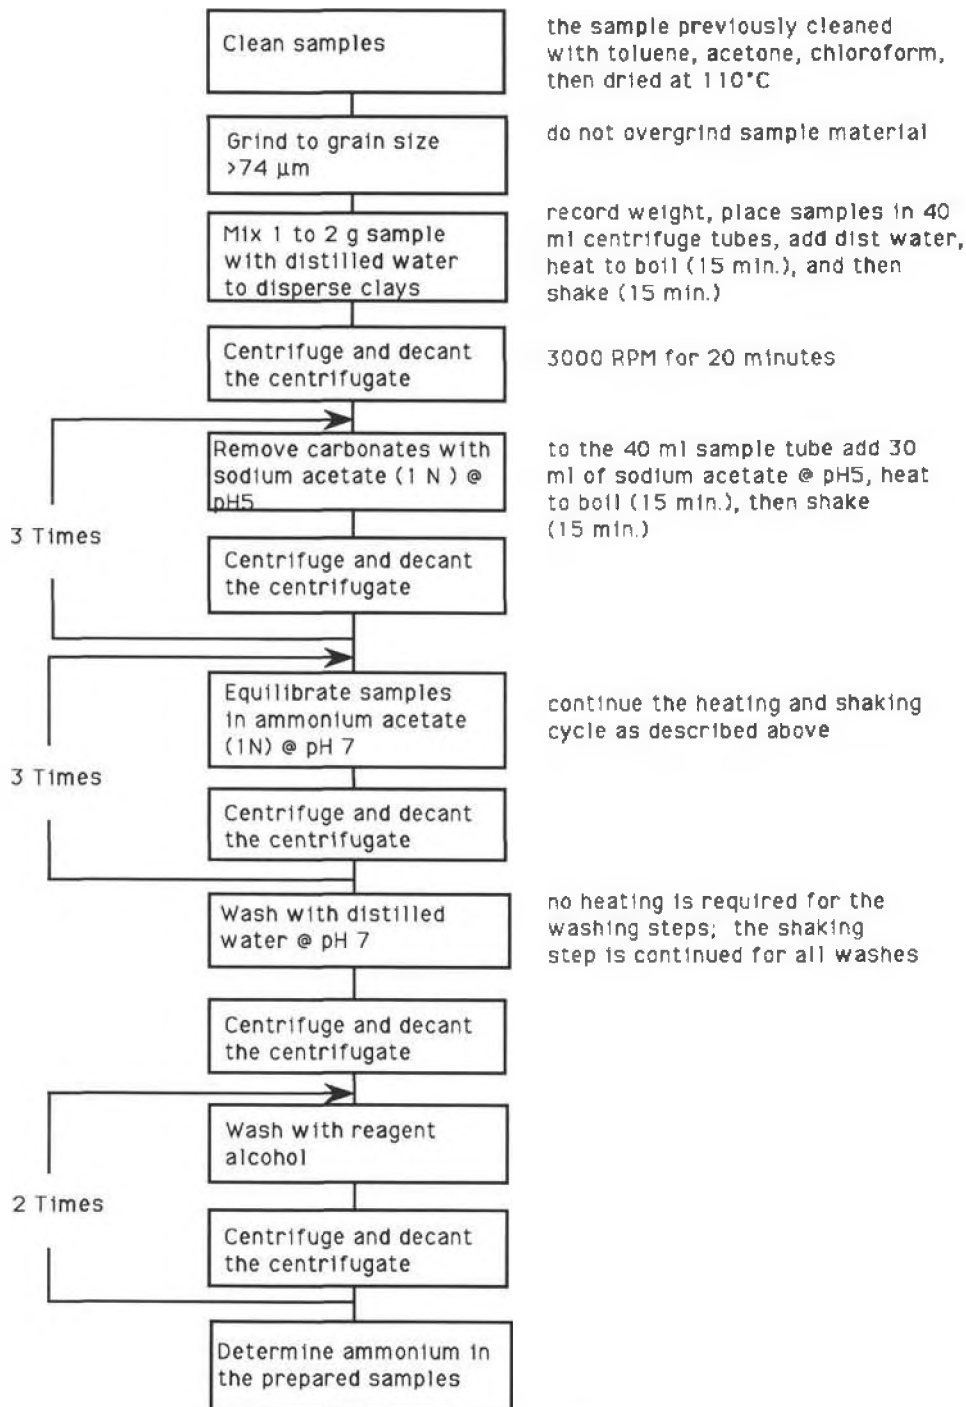 Clean samples
the sample previously cleaned
with toluene, acetone, chloroform,
then dried at 110°C
Grind to grain size
>74 µm
do not overgrind sample material
Mix 1 to 2 g sample
with distilled water
to disperse clays
record weight, place samples in 40
ml centrifuge tubes, add dist water,
heat to boil (15 min.), and then
shake (15 min.)
Centrifuge and decant
the centrifugate
3000 RPM for 20 minutes
3 Times
Remove carbonates with
sodium acetate (1 N ) @
pH5
to the 40 ml sample tube add 30
ml of sodium acetate @ pH5, heat
to boil (15 min.), then shake
(15 min.)
Centrifuge and decant
the centrifugate
3 Times
Equilibrate samples
in ammonium acetate
(1N) @ pH 7
continue the heating and shaking
cycle as described above
Centrifuge and decant
the centrifugate
Wash with distilled
water @ pH 7
no heating is required for the
washing steps; the shaking
step is continued for all washes
Centrifuge and decant
the centrifugate
2 Times
Wash with reagent
alcohol
Centrifuge and decant
the centrifugate
Determine ammonium in
the prepared samples